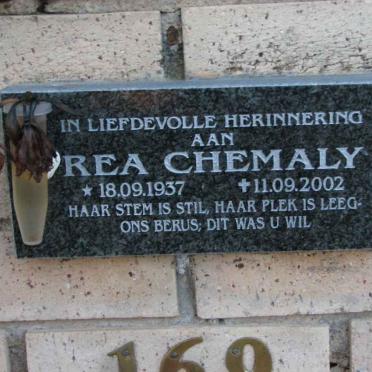 IN LIEFDEVOLLE HERINNERING
AAN
REA CHEMALY
★ 18.09.1937 ✝ 11.09.2002
HAAR STEM IS STIL, HAAR PLEK IS LEEG-
ONS BERUS; DIT WAS U WIL
169